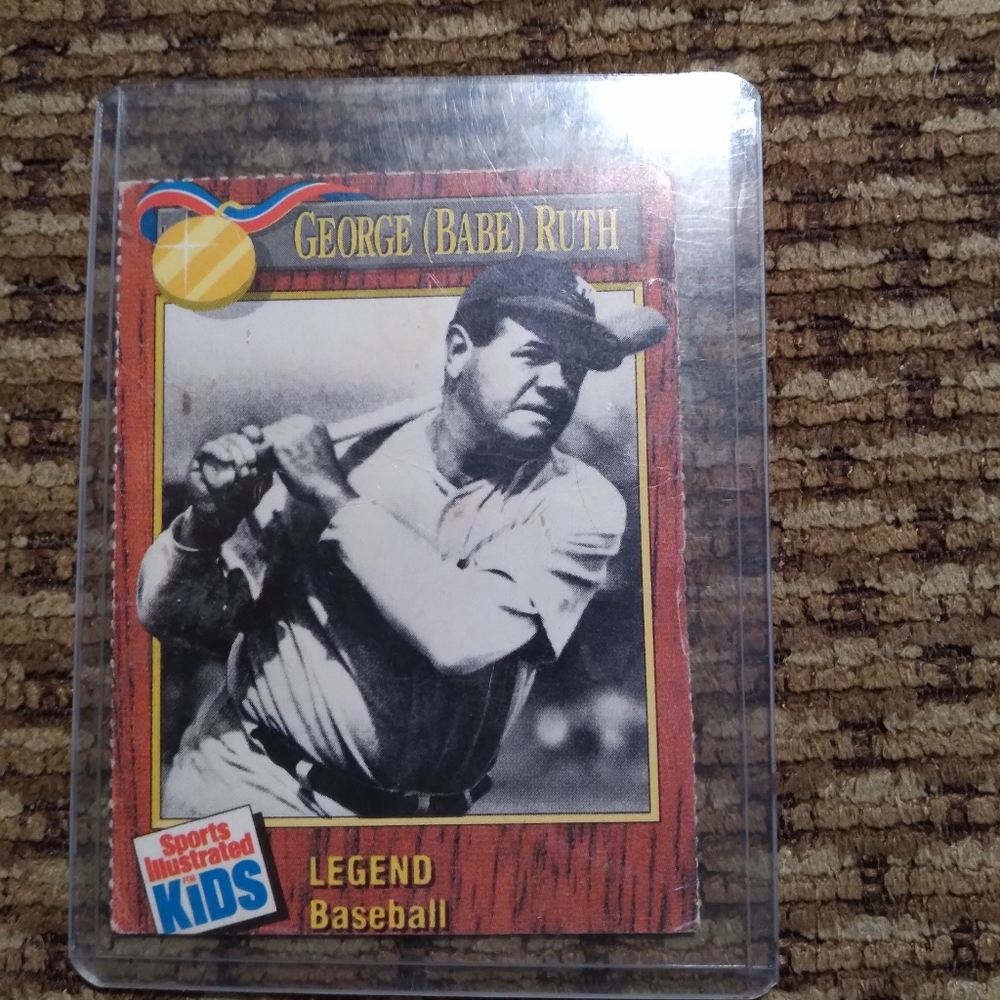 GEORGE (BABE) RUTH
Sports
Illustrated
FOR
KIDS
LEGEND
Baseball